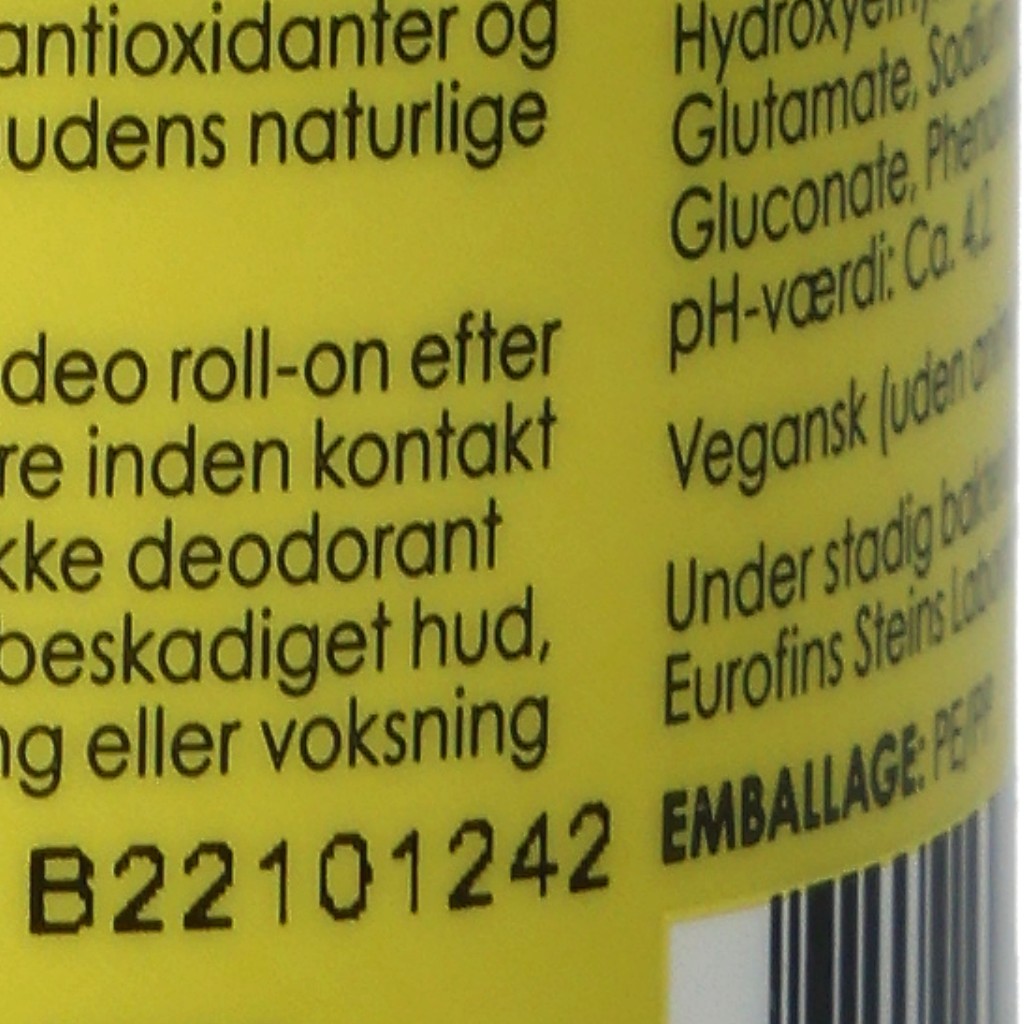 antioxidanter og
udens naturlige
deo roll-on efter
re inden kontakt
kke deodorant
beskadiget hud,
ng eller voksning
B22101242
Glutamate,
Gluconate,
pH-værdi: Ca. 4.2
Vegansk (uden
Under stadig
Eurofins Steins
EMBALLAGE: